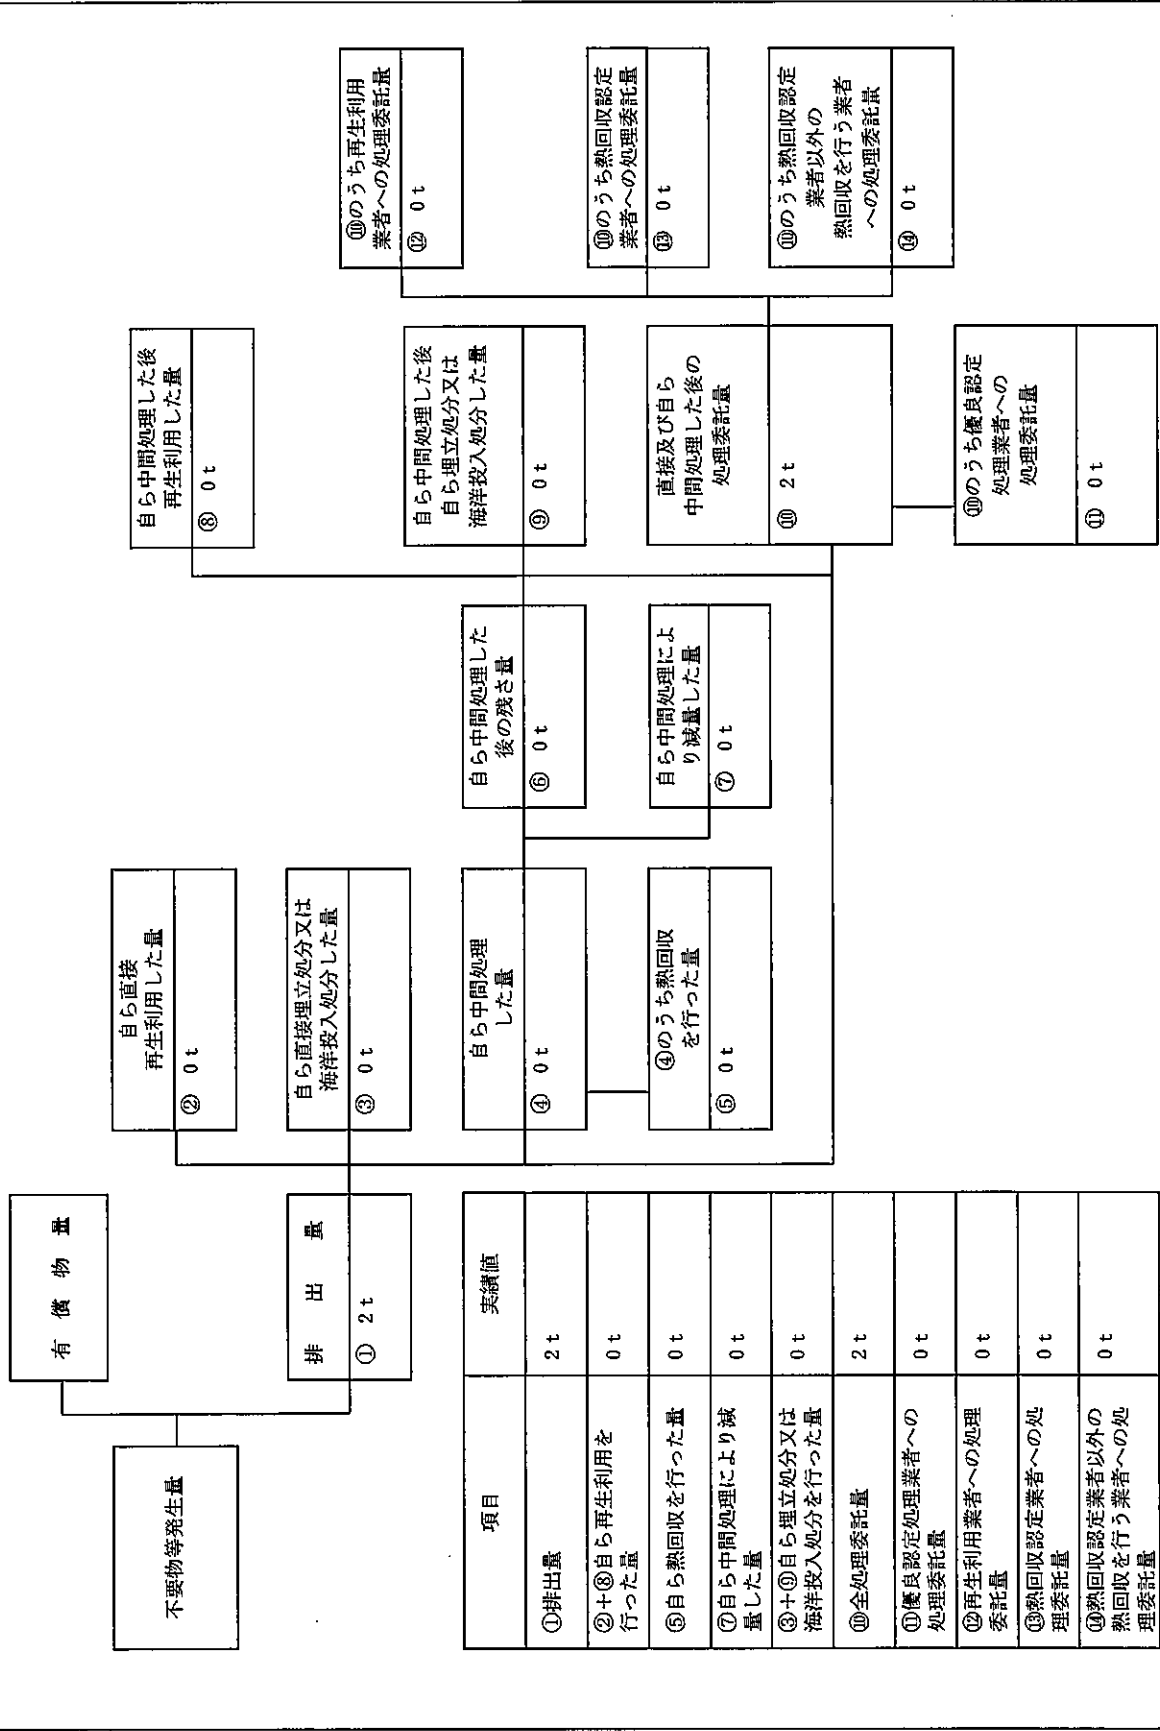 不要物等発生量
有償物量
排出量
① 2t
自ら直接
再生利用した量
② 0t
自ら直接埋立処分又は
海洋投入処分した量
③ 0t
自ら中間処理
した量
④ 0t
④のうち熱回収
を行った量
⑤ 0t
自ら中間処理した
後の残さ量
⑥ 0t
自ら中間処理によ
り減量した量
⑦ 0t
自ら中間処理した後
再生利用した量
⑧ 0t
自ら中間処理した後
自ら埋立処分又は
海洋投入処分した量
⑨ 0t
直接及び自ら
中間処理した後の
処理委託量
⑩ 2t
⑩のうち優良認定
処理業者への
処理委託量
⑪ 0t
⑩のうち再生利用
業者への処理委託量
⑫ 0t
⑩のうち熱回収認定
業者への処理委託量
⑬ 0t
⑩のうち熱回収認定
業者以外の
熱回収を行う業者
への処理委託量
⑭ 0t
項目 実績値
①排出量 2t
②+⑧自ら再生利用を
行った量 0t
⑤自ら熱回収を行った量 0t
⑦自ら中間処理により減
量した量 0t
③+⑨自ら埋立処分又は
海洋投入処分を行った量 0t
⑩全処理委託量 2t
⑪優良認定処理業者への
処理委託量 0t
⑫再生利用業者への処理
委託量 0t
⑬熱回収認定業者への処
理委託量 0t
⑭熱回収認定業者以外の
熱回収を行う業者への処
理委託量 0t